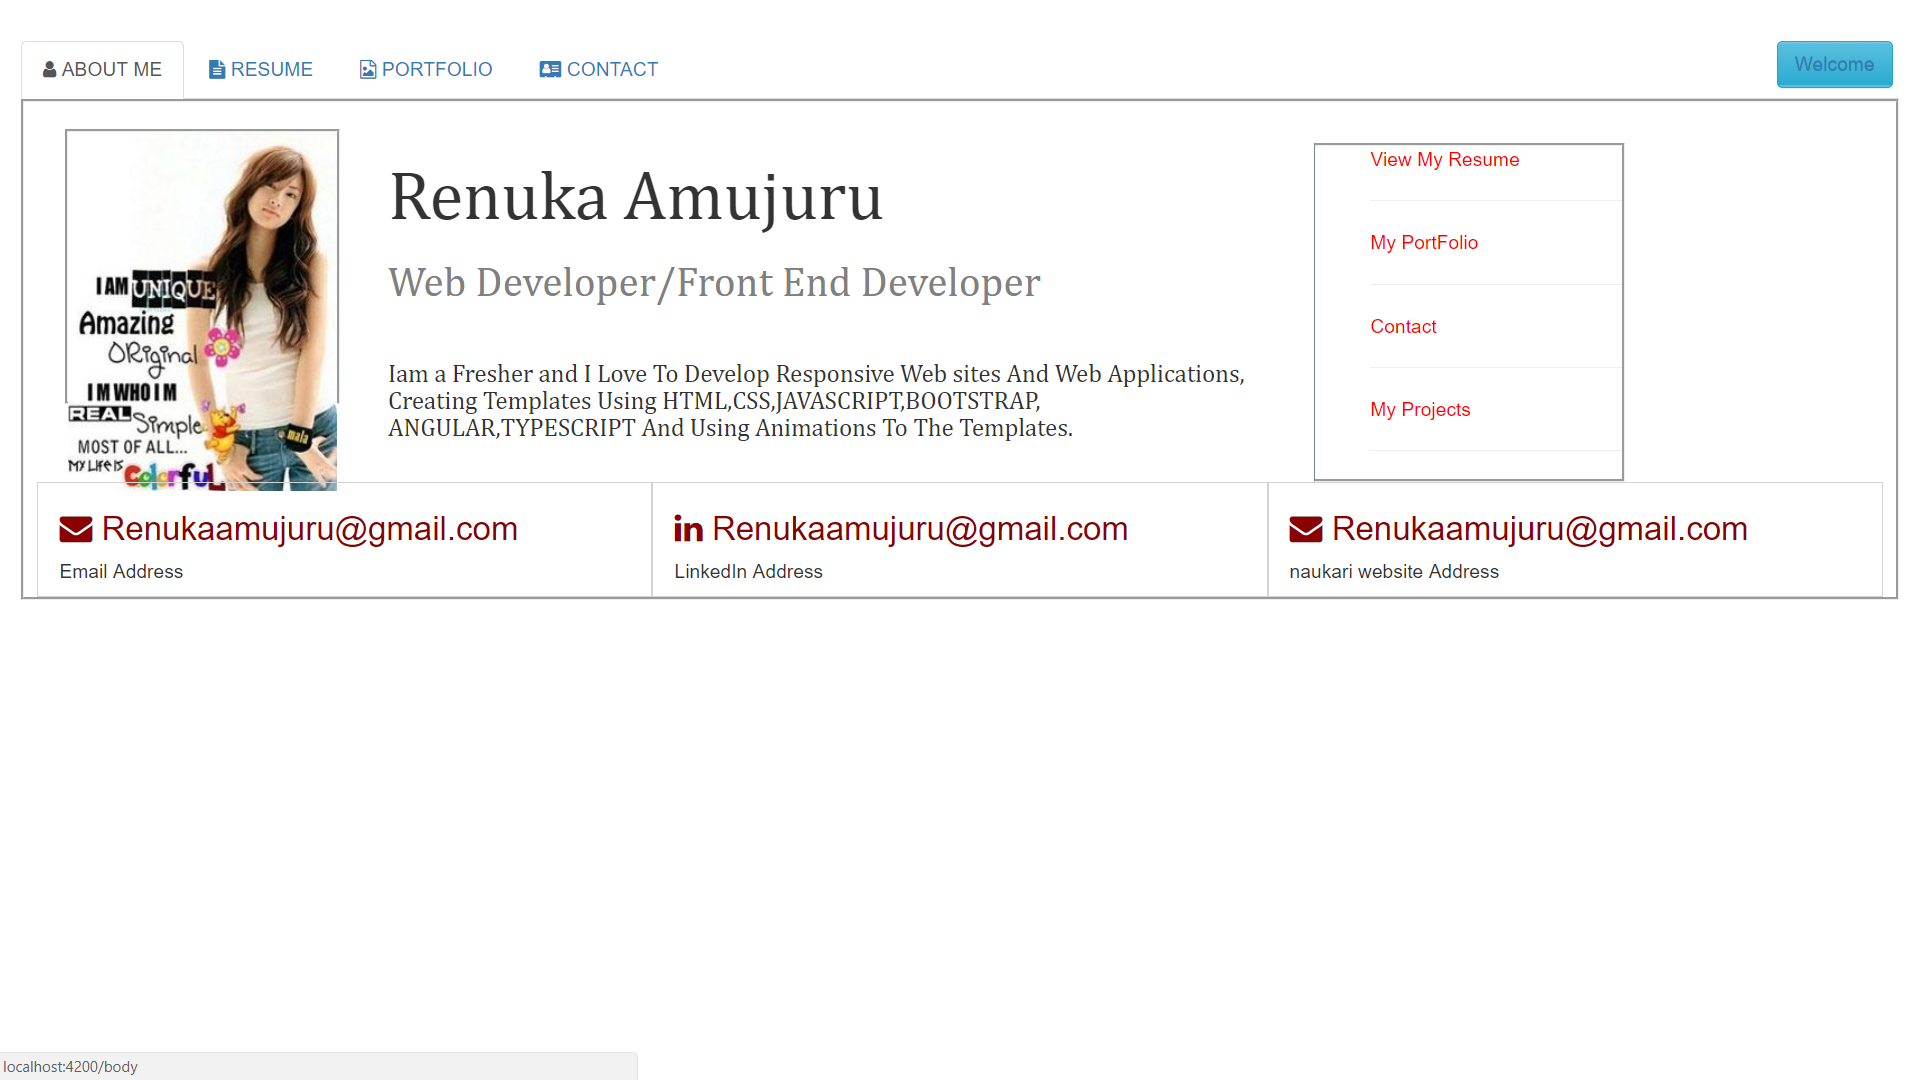 ABOUT ME
RESUME
PORTFOLIO
CONTACT
Welcome
I AM UNIQUE
Amazing
ORiginal
I M WHO I M
REAL Simple
MOST OF ALL...
MY LiFE iS
Colorful
mala
Renuka Amujuru
Web Developer/Front End Developer
Iam a Fresher and I Love To Develop Responsive Web sites And Web Applications,
Creating Templates Using HTML,CSS,JAVASCRIPT,BOOTSTRAP,
ANGULAR,TYPESCRIPT And Using Animations To The Templates.
View My Resume
My PortFolio
Contact
My Projects
Renukaamujuru@gmail.com
Email Address
in Renukaamujuru@gmail.com
LinkedIn Address
Renukaamujuru@gmail.com
naukari website Address
localhost:4200/body